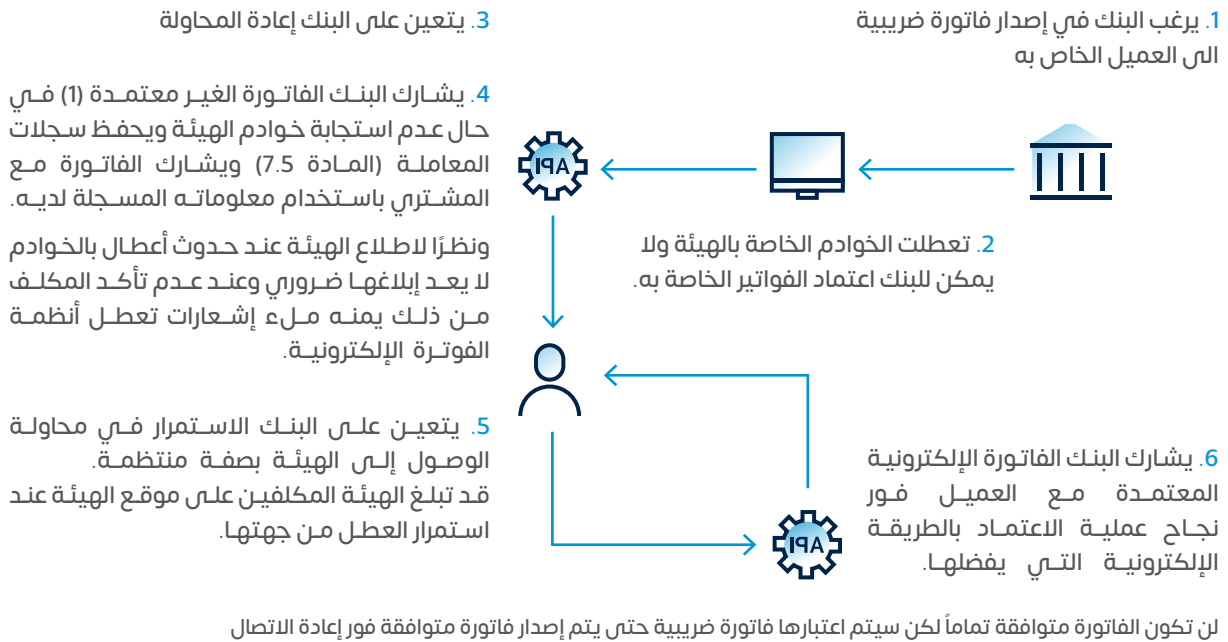 1. يرغب البنك في إصدار فاتورة ضريبية
الى العميل الخاص به
2. تعطلت الخوادم الخاصة بالهيئة ولا
يمكن للبنك اعتماد الفواتير الخاصة به.
3. يتعين على البنك إعادة المحاولة
4. يشارك البنك الفاتورة الغير معتمدة (1) في
حال عدم استجابة خوادم الهيئة ويحفظ سجلات
المعاملة (المادة 7.5) ويشارك الفاتورة مع
المشتري باستخدام معلوماته المسجلة لديه.
ونظرًا لاطلاع الهيئة عند حدوث أعطال بالخوادم
لا يعد إبلاغها ضروري وعند عدم تأكد المكلف
من ذلك يمنه ملء إشعارات تعطل أنظمة
الفوترة الإلكترونية.
5. يتعين على البنك الاستمرار في محاولة
الوصول إلى الهيئة بصفة منتظمة.
قد تبلغ الهيئة المكلفين على موقع الهيئة عند
استمرار العطل من جهتها.
6. يشارك البنك الفاتورة الإلكترونية
المعتمدة مع العميل فور
نجاح عملية الاعتماد بالطريقة
الإلكترونية التي يفضلها.
API
API
لن تكون الفاتورة متوافقة تماماً لكن سيتم اعتبارها فاتورة ضريبية حتى يتم إصدار فاتورة متوافقة فور إعادة الاتصال